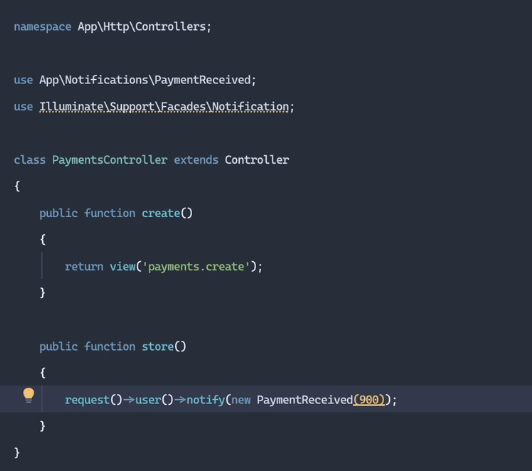 namespace App\Http\Controllers;
use App\Notifications\PaymentReceived;
use Illuminate\Support\Facades\Notification;
class PaymentsController extends Controller
{
public function create()
{
return view('payments.create');
}
public function store()
{
request()->user()->notify(new PaymentReceived(900));
}
}